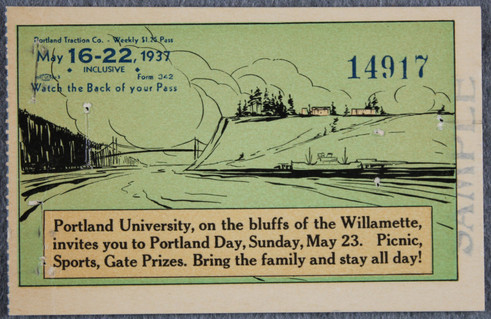 Portland Traction Co. - Weekly $1.25 Pass
May 16-22, 1937
• INCLUSIVE •
Form 342
Watch the Back of your Pass
14917
SAMPLE
Portland University, on the bluffs of the Willamette,
invites you to Portland Day, Sunday, May 23. Picnic,
Sports, Gate Prizes. Bring the family and stay all day!